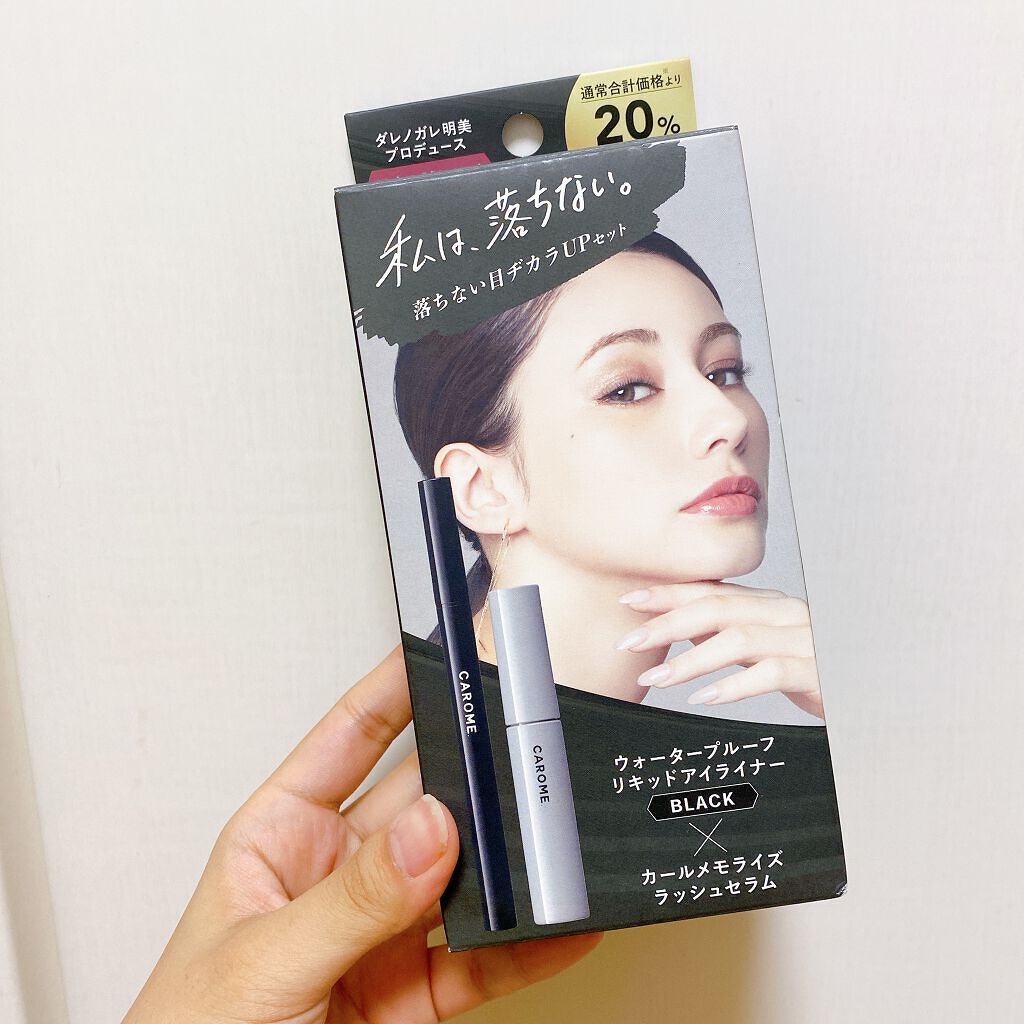 ダレノガレ明美
プロデュース
通常合計価格※より
20%
私は、落ちない。
落ちない目ヂカラUPセット
CAROME.
CAROME.
ウォータープルーフ
リキッドアイライナー
BLACK
×
カールメモライズ
ラッシュセラム